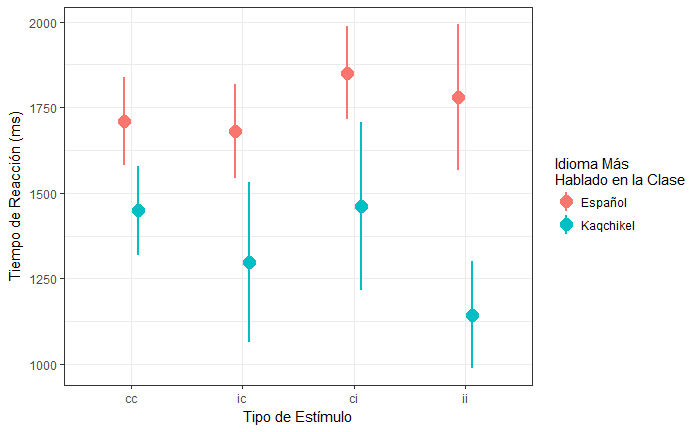 2000
1750
1500
1250
1000
Tiempo de Reacción (ms)
cc ic ci ii
Tipo de Estímulo
Idioma Más
Hablado en la Clase
Español
Kaqchikel